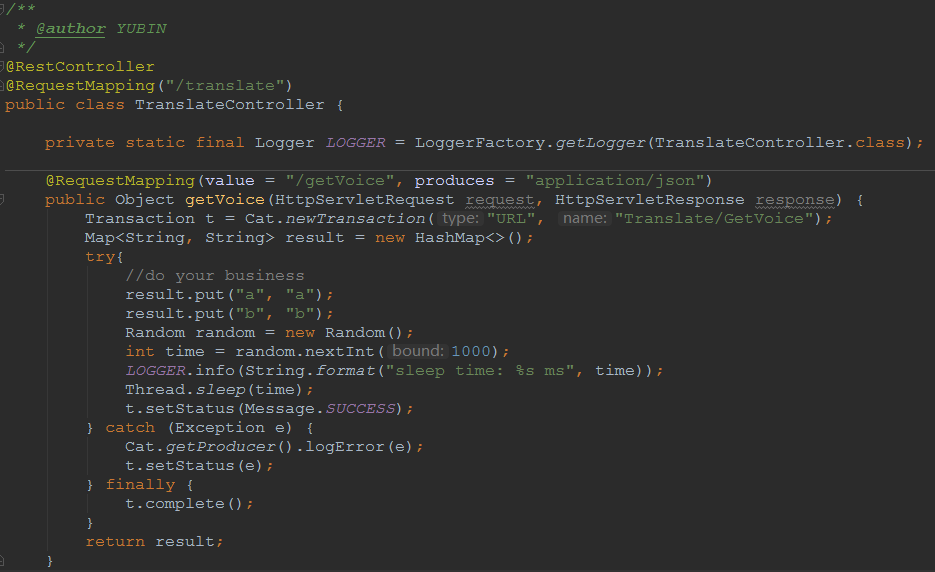 /**
 * @author YUBIN
 */
@RestController
@RequestMapping("/translate")
public class TranslateController {
private static final Logger LOGGER = LoggerFactory.getLogger(TranslateController.class);
@RequestMapping(value = "/getVoice", produces = "application/json")
public Object getVoice(HttpServletRequest request, HttpServletResponse response) {
Transaction t = Cat.newTransaction( type: "URL", name: "Translate/GetVoice");
Map<String, String> result = new HashMap<>();
try{
//do your business
result.put("a", "a");
result.put("b", "b");
Random random = new Random();
int time = random.nextInt( bound: 1000);
LOGGER.info(String.format("sleep time: %s ms", time));
Thread.sleep(time);
t.setStatus(Message.SUCCESS);
} catch (Exception e) {
Cat.getProducer().logError(e);
t.setStatus(e);
} finally {
t.complete();
}
return result;
}